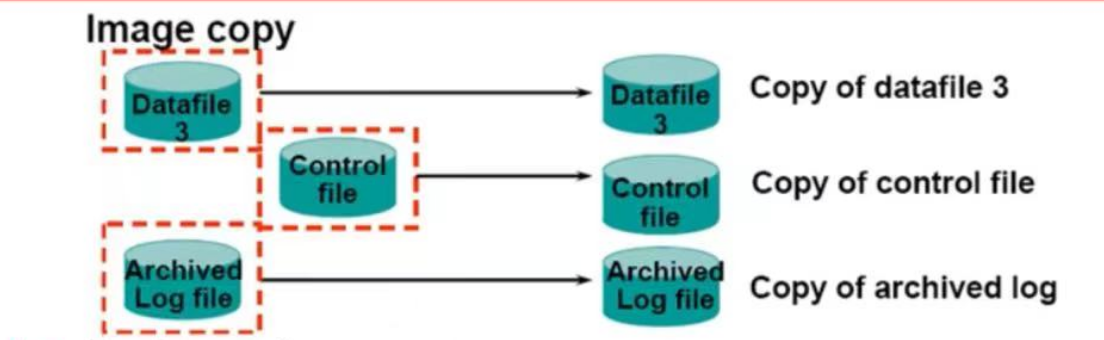 Image copy
Datafile
3
Datafile
3
Copy of datafile 3
Control
file
Control
file
Copy of control file
Archived
Log file
Archived
Log file
Copy of archived log